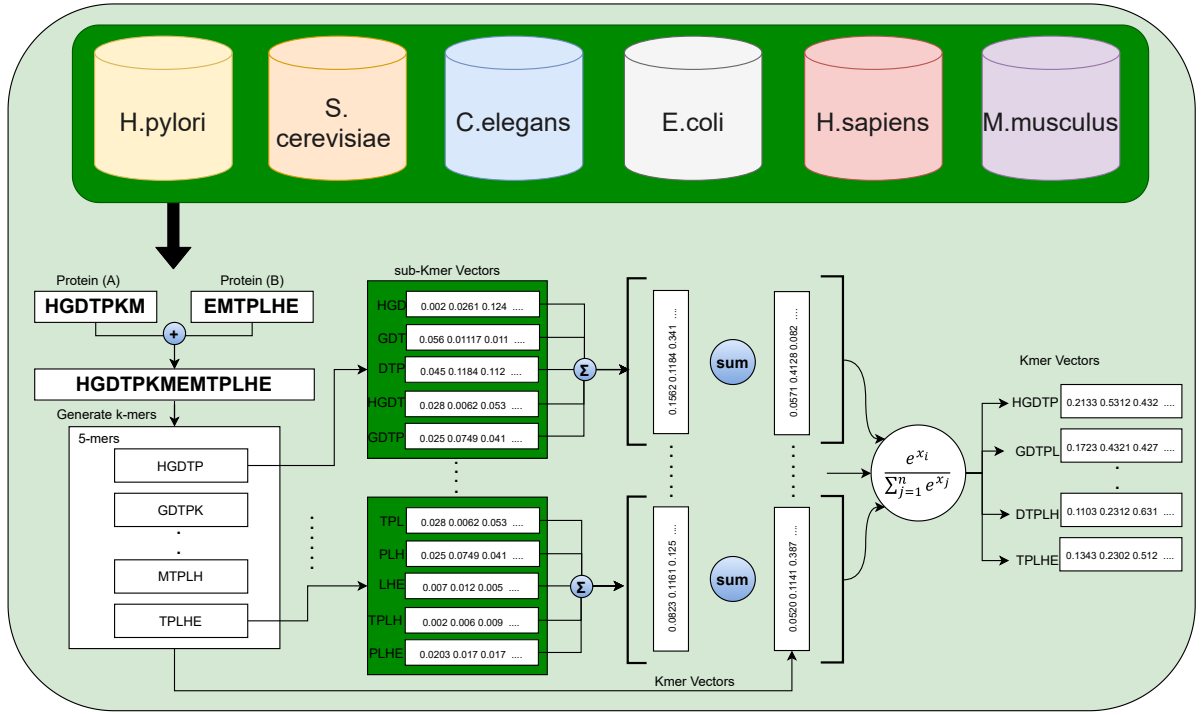 H.pylori
S.
cerevisiae
C.elegans
E.coli
H.sapiens
M.musculus
Protein (A)
Protein (B)
HGDTPKM
EMTPLHE
+
HGDTPKMEMTPLHE
Generate k-mers
5-mers
HGDTP
GDTPK
. .
MTPLH
TPLHE
......
sub-Kmer Vectors
HGD 0.002 0.0261 0.124 ....
GDT 0.056 0.01117 0.011 ....
DTP 0.045 0.1184 0.112 ....
HGDT 0.028 0.0062 0.053 ....
GDTP 0.025 0.0749 0.041 ....
Σ
....
TPL 0.028 0.0062 0.053 ....
PLH 0.025 0.0749 0.041 ....
LHE 0.007 0.012 0.005 ....
TPLH 0.002 0.006 0.009 ....
PLHE 0.0203 0.017 0.017 ....
Σ
0.1562 0.1184 0.341 ....
sum
0.0571 0.4128 0.082 ....
....
....
0.0823 0.1161 0.125 ....
sum
0.0520 0.1141 0.387 ....
Kmer Vectors
e^{x_i}
∑_{j=1}^{n} e^{x_j}
Kmer Vectors
HGDTP 0.2133 0.5312 0.432 ....
GDTPL 0.1723 0.4321 0.427 ....
. .
DTPLH 0.1103 0.2312 0.631 ....
TPLHE 0.1343 0.2302 0.512 ....